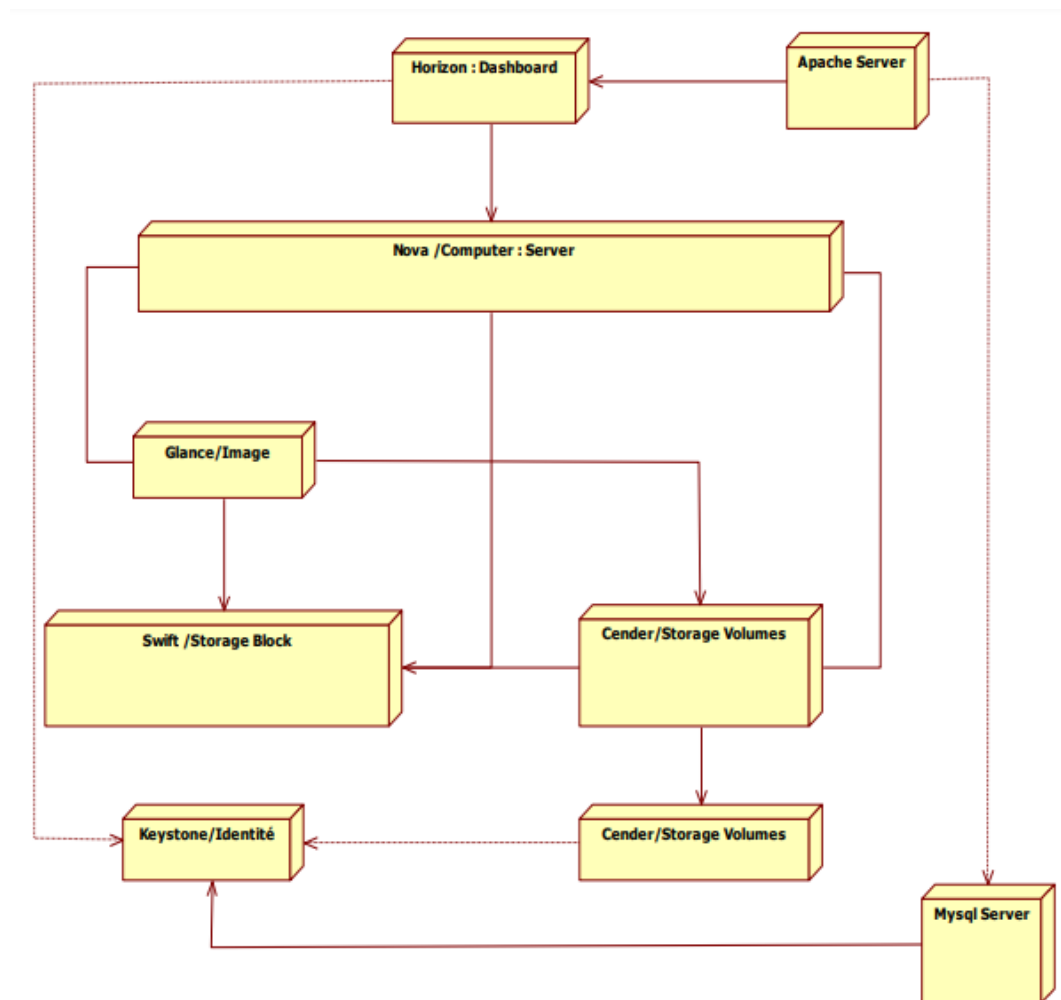 Horizon : Dashboard
Apache Server
Nova /Computer : Server
Glance/Image
Swift /Storage Block
Cender/Storage Volumes
Keystone/Identité
Cender/Storage Volumes
Mysql Server